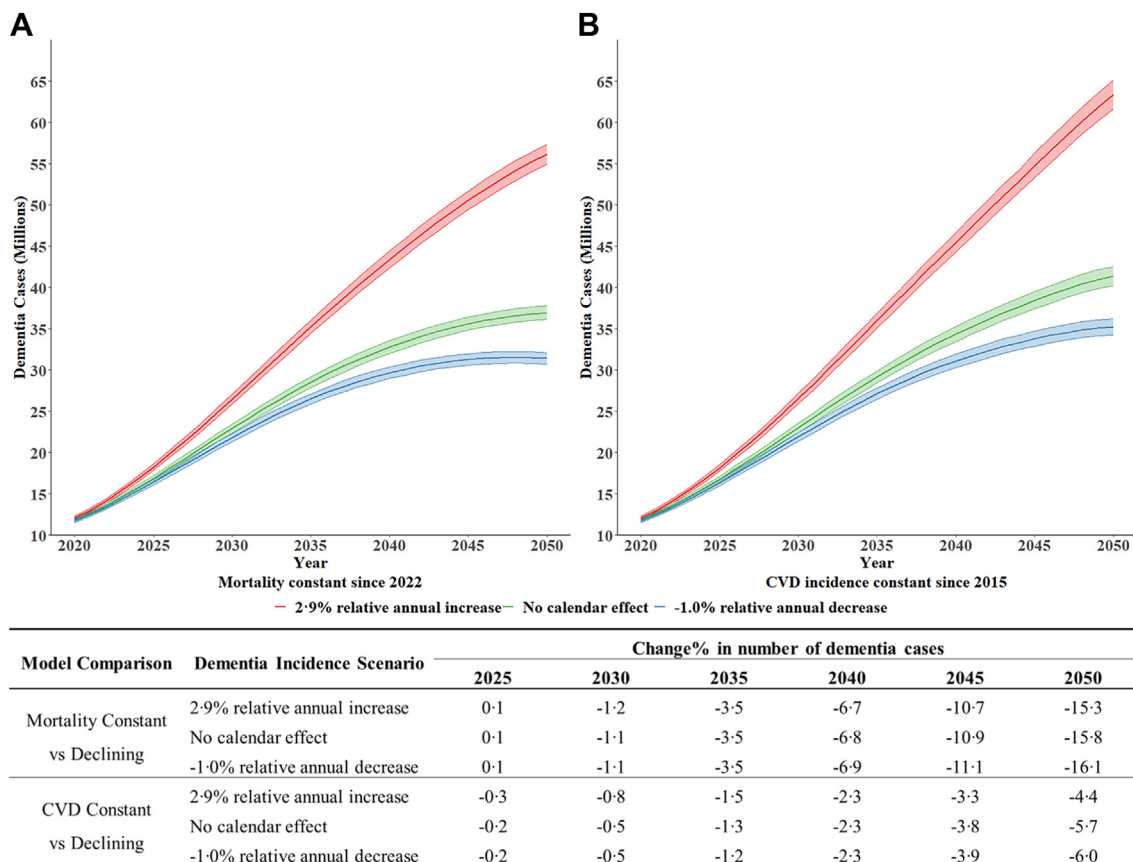 A
B
Dementia Cases (Millions)
65
60
55
50
45
40
35
30
25
20
15
10
2020 2025 2030 2035 2040 2045 2050
Year
Mortality constant since 2022
Dementia Cases (Millions)
65
60
55
50
45
40
35
30
25
20
15
10
2020 2025 2030 2035 2040 2045 2050
Year
CVD incidence constant since 2015
2·9% relative annual increase No calendar effect -1.0% relative annual decrease
Model Comparison Dementia Incidence Scenario Change% in number of dementia cases
2025 2030 2035 2040 2045 2050
Mortality Constant
vs Declining
2·9% relative annual increase 0·1 -1·2 -3·5 -6·7 -10·7 -15·3
No calendar effect 0·1 -1·1 -3·5 -6·8 -10·9 -15·8
-1·0% relative annual decrease 0·1 -1·1 -3·5 -6·9 -11·1 -16·1
CVD Constant
vs Declining
2·9% relative annual increase -0·3 -0·8 -1·5 -2·3 -3·3 -4·4
No calendar effect -0·2 -0·5 -1·3 -2·3 -3·8 -5·7
-1·0% relative annual decrease -0·2 -0·5 -1·2 -2·3 -3·9 -6·0